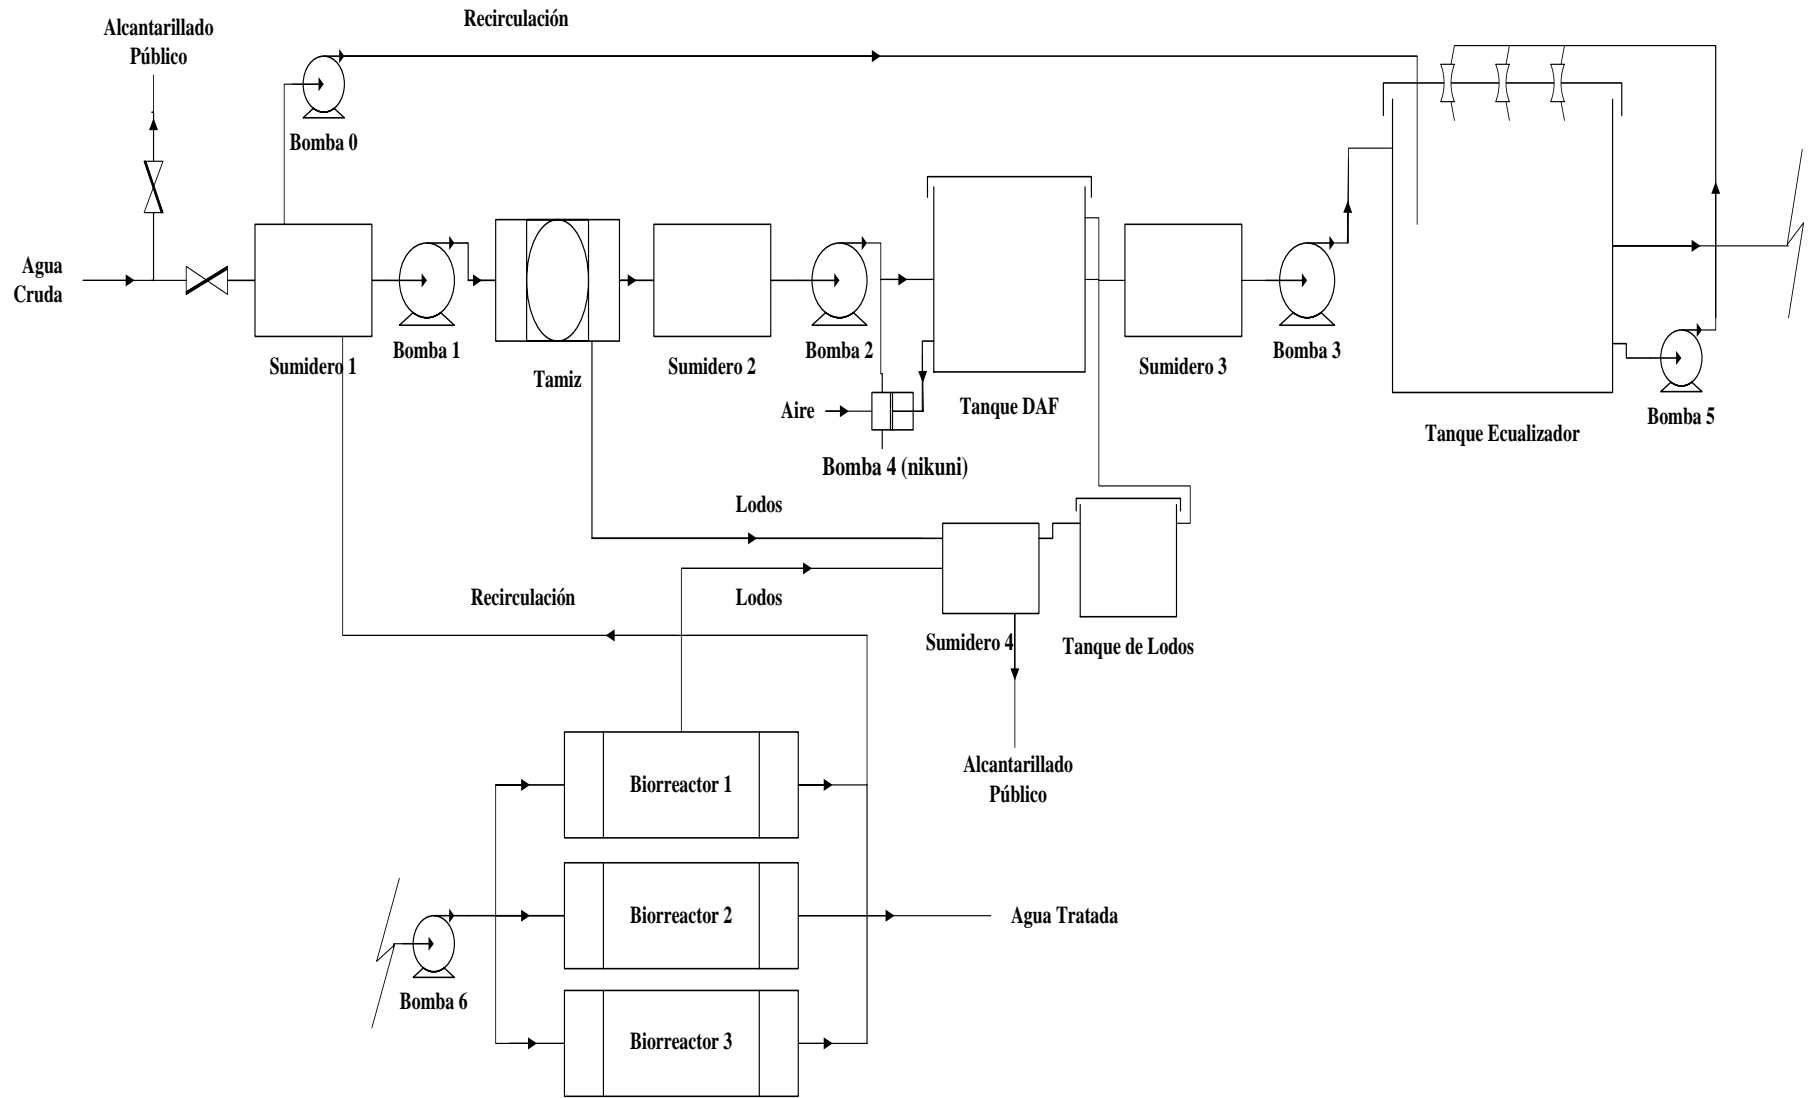 Recirculación
Alcantarillado
Público
Bomba 0
Agua
Cruda
Sumidero 1
Bomba 1
Tamiz
Sumidero 2
Bomba 2
Aire
Bomba 4 (nikuni)
Tanque DAF
Sumidero 3
Bomba 3
Tanque Ecualizador
Bomba 5
Lodos
Recirculación
Lodos
Sumidero 4
Tanque de Lodos
Alcantarillado
Público
Biorreactor 1
Biorreactor 2
Agua Tratada
Bomba 6
Biorreactor 3